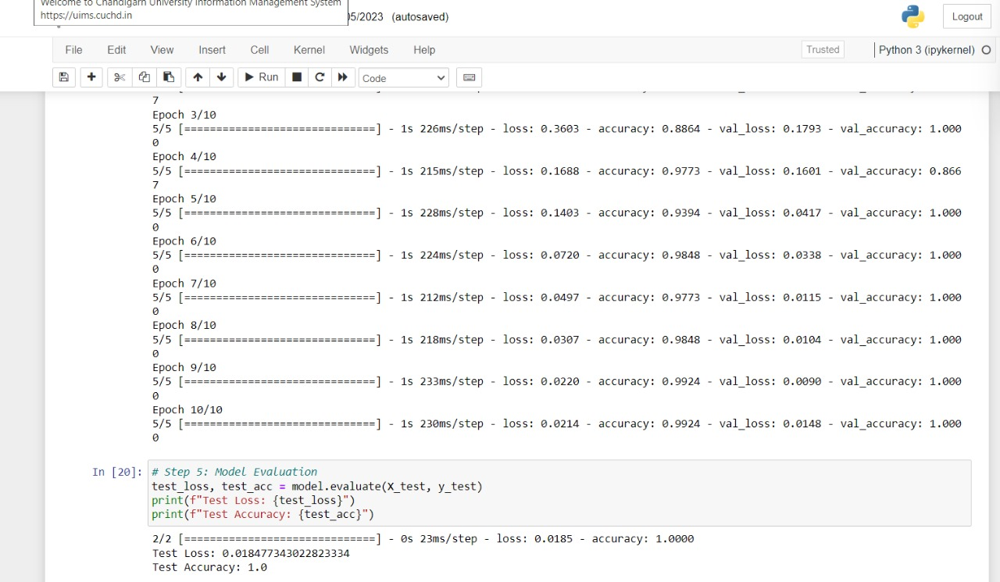 Welcome to Chandigarh University Information Management System
https://uims.cuchd.in
05/2023 (autosaved)
Logout
File Edit View Insert Cell Kernel Widgets Help
Trusted
Python 3 (ipykernel)
Run
Code
7
Epoch 3/10
5/5 [==============================] - 1s 226ms/step - loss: 0.3603 - accuracy: 0.8864 - val_loss: 0.1793 - val_accuracy: 1.000
0
Epoch 4/10
5/5 [==============================] - 1s 215ms/step - loss: 0.1688 - accuracy: 0.9773 - val_loss: 0.1601 - val_accuracy: 0.866
7
Epoch 5/10
5/5 [==============================] - 1s 228ms/step - loss: 0.1403 - accuracy: 0.9394 - val_loss: 0.0417 - val_accuracy: 1.000
0
Epoch 6/10
5/5 [==============================] - 1s 224ms/step - loss: 0.0720 - accuracy: 0.9848 - val_loss: 0.0338 - val_accuracy: 1.000
0
Epoch 7/10
5/5 [==============================] - 1s 212ms/step - loss: 0.0497 - accuracy: 0.9773 - val_loss: 0.0115 - val_accuracy: 1.000
0
Epoch 8/10
5/5 [==============================] - 1s 218ms/step - loss: 0.0307 - accuracy: 0.9848 - val_loss: 0.0104 - val_accuracy: 1.000
0
Epoch 9/10
5/5 [==============================] - 1s 233ms/step - loss: 0.0220 - accuracy: 0.9924 - val_loss: 0.0090 - val_accuracy: 1.000
0
Epoch 10/10
5/5 [==============================] - 1s 230ms/step - loss: 0.0214 - accuracy: 0.9924 - val_loss: 0.0148 - val_accuracy: 1.000
0
In [20]: # Step 5: Model Evaluation
test_loss, test_acc = model.evaluate(X_test, y_test)
print(f"Test Loss: {test_loss}")
print(f"Test Accuracy: {test_acc}")
2/2 [==============================] - 0s 23ms/step - loss: 0.0185 - accuracy: 1.0000
Test Loss: 0.018477343022823334
Test Accuracy: 1.0